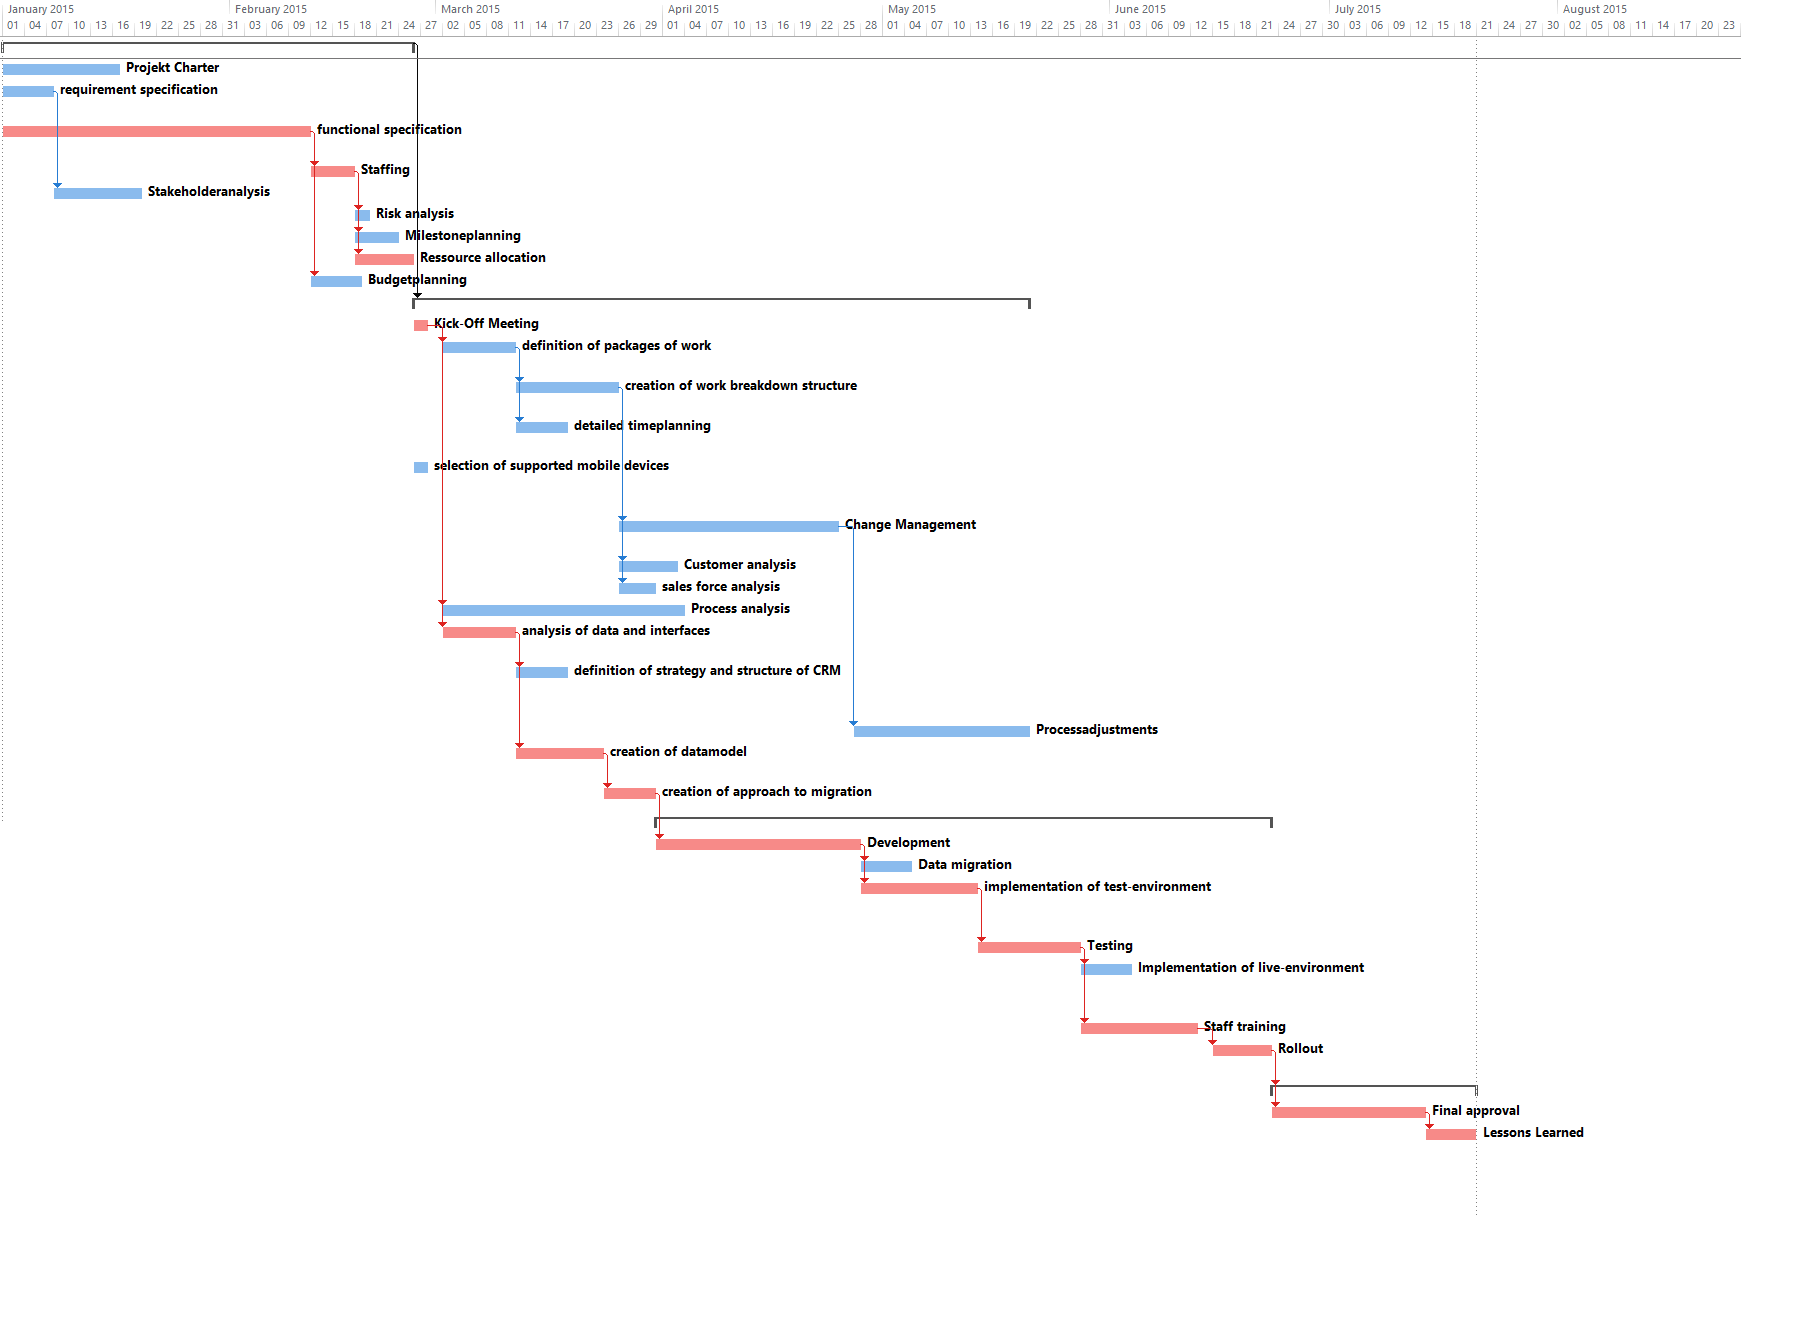 January 2015 February 2015 March 2015 April 2015 May 2015 June 2015 July 2015 August 2015
01 04 07 10 13 16 19 22 25 28 31 03 06 09 12 15 18 21 24 27 02 05 08 11 14 17 20 23 26 29 01 04 07 10 13 16 19 22 25 28 01 04 07 10 13 16 19 22 25 28 31 03 06 09 12 15 18 21 24 27 30 03 06 09 12 15 18 21 24 27 30 02 05 08 11 14 17 20 23
Projekt Charter
requirement specification
functional specification
Staffing
Stakeholderanalysis
Risk analysis
Milestoneplanning
Ressource allocation
Budgetplanning
Kick-Off Meeting
definition of packages of work
creation of work breakdown structure
detailed timeplanning
selection of supported mobile devices
Change Management
Customer analysis
sales force analysis
Process analysis
analysis of data and interfaces
definition of strategy and structure of CRM
Processadjustments
creation of datamodel
creation of approach to migration
Development
Data migration
implementation of test-environment
Testing
Implementation of live-environment
Staff training
Rollout
Final approval
Lessons Learned